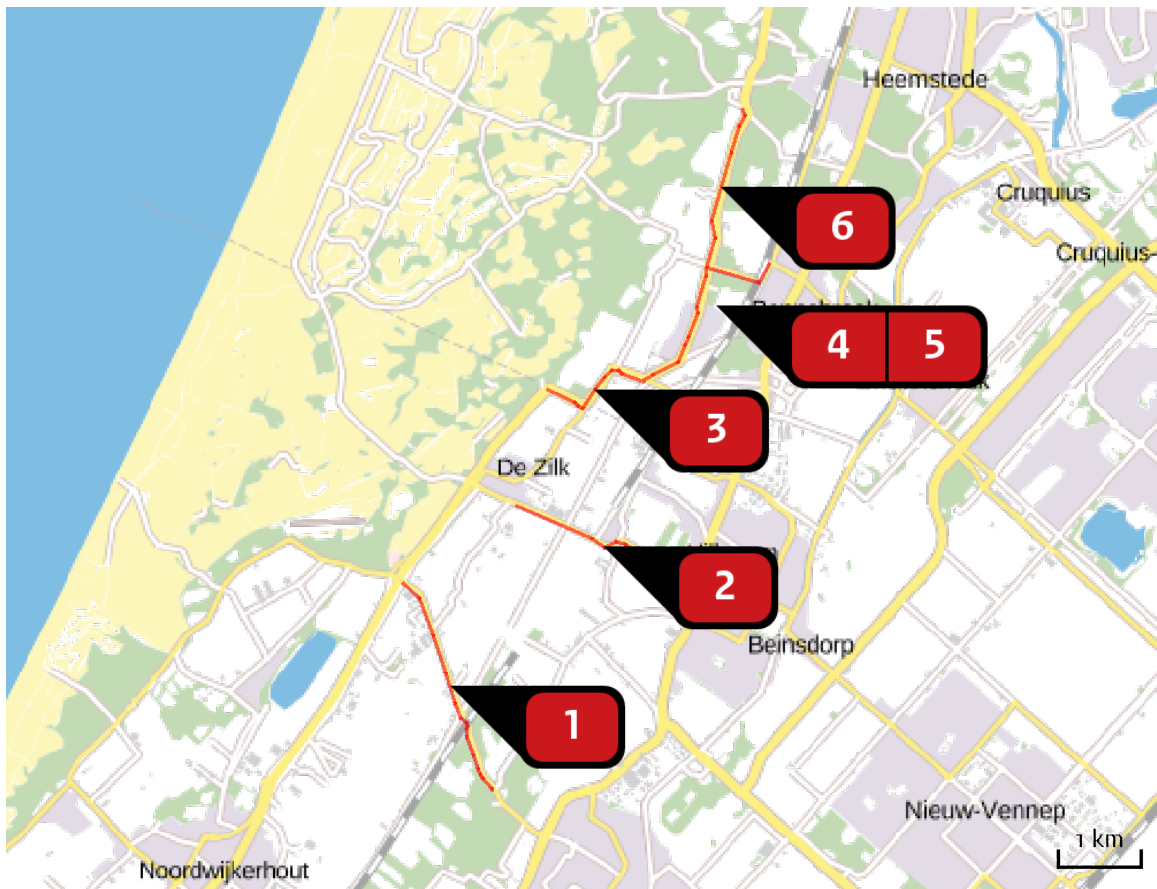 Heemstede
Cruquius
6
Cruquius-
4 5
3
De Zilk
2
Beinsdorp
1
Nieuw-Vennep
1 km
Noordwijkerhout